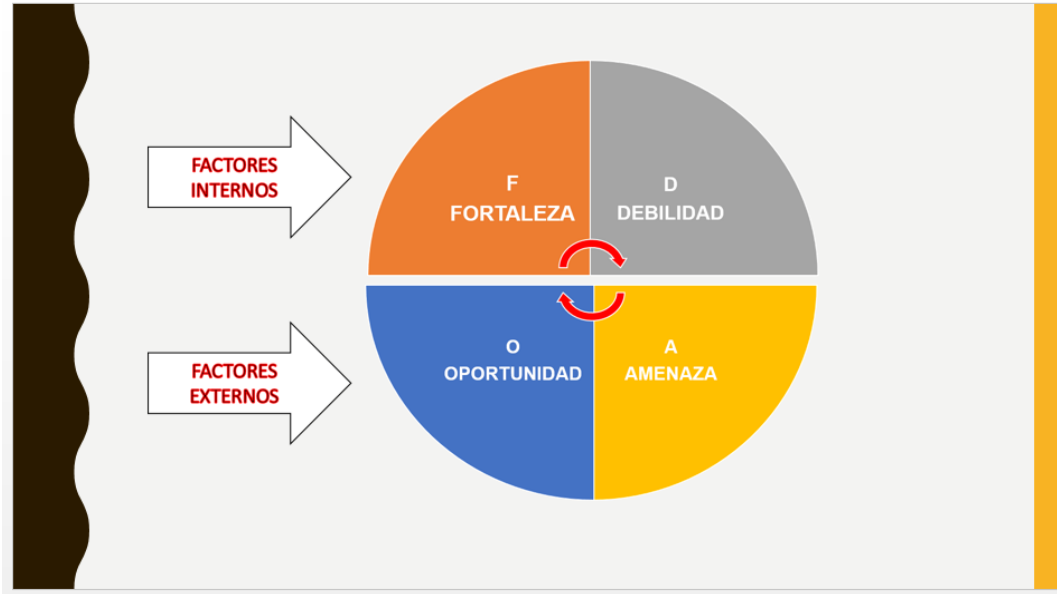 FACTORES
INTERNOS
F
FORTALEZA
D
DEBILIDAD
FACTORES
EXTERNOS
O
OPORTUNIDAD
A
AMENAZA